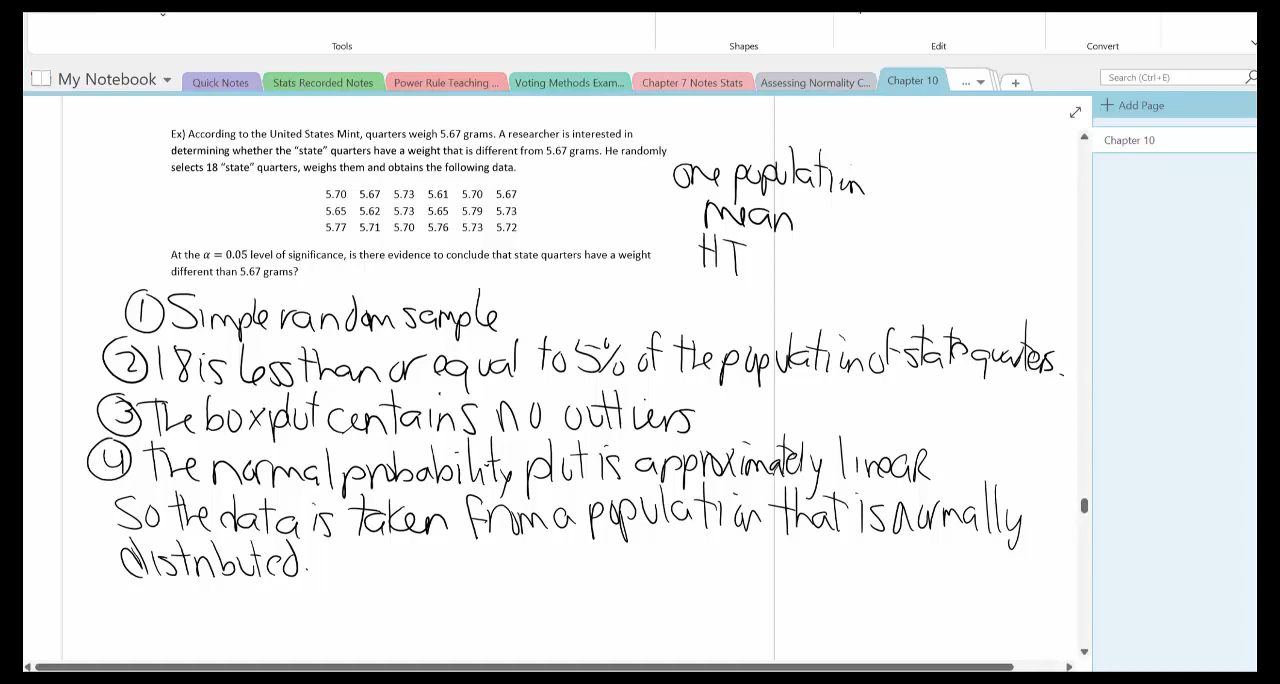 Tools
Shapes
Edit
Convert
My Notebook
Quick Notes
Stats Recorded Notes
Power Rule Teaching ...
Voting Methods Exam...
Chapter 7 Notes Stats
Assessing Normality C...
Chapter 10
...
Search (Ctrl+E)
Add Page
Chapter 10
Ex) According to the United States Mint, quarters weigh 5.67 grams. A researcher is interested in
determining whether the "state" quarters have a weight that is different from 5.67 grams. He randomly
selects 18 "state" quarters, weighs them and obtains the following data.
5.70 5.67 5.73 5.61 5.70 5.67
5.65 5.62 5.73 5.65 5.79 5.73
5.77 5.71 5.70 5.76 5.73 5.72
At the α = 0.05 level of significance, is there evidence to conclude that state quarters have a weight
different than 5.67 grams?
one population
mean
HT
① Simple random sample
② 18 is less than or equal to 5% of the population of state quarters.
③ The boxplot contains no outliers
④ The normal probability plot is approximately linear
So the data is taken from a population that is normally
distributed.